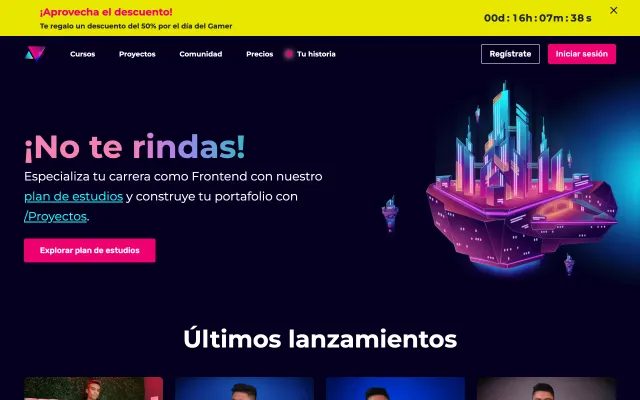 ¡Aprovecha el descuento!
Te regalo un descuento del 50% por el día del Gamer
00d : 16h : 07m : 38s
Cursos
Proyectos
Comunidad
Precios
Tu historia
Regístrate
Iniciar sesión
¡No te rindas!
Especializa tu carrera como Frontend con nuestro
plan de estudios y construye tu portafolio con
/Proyectos.
Explorar plan de estudios
Últimos lanzamientos